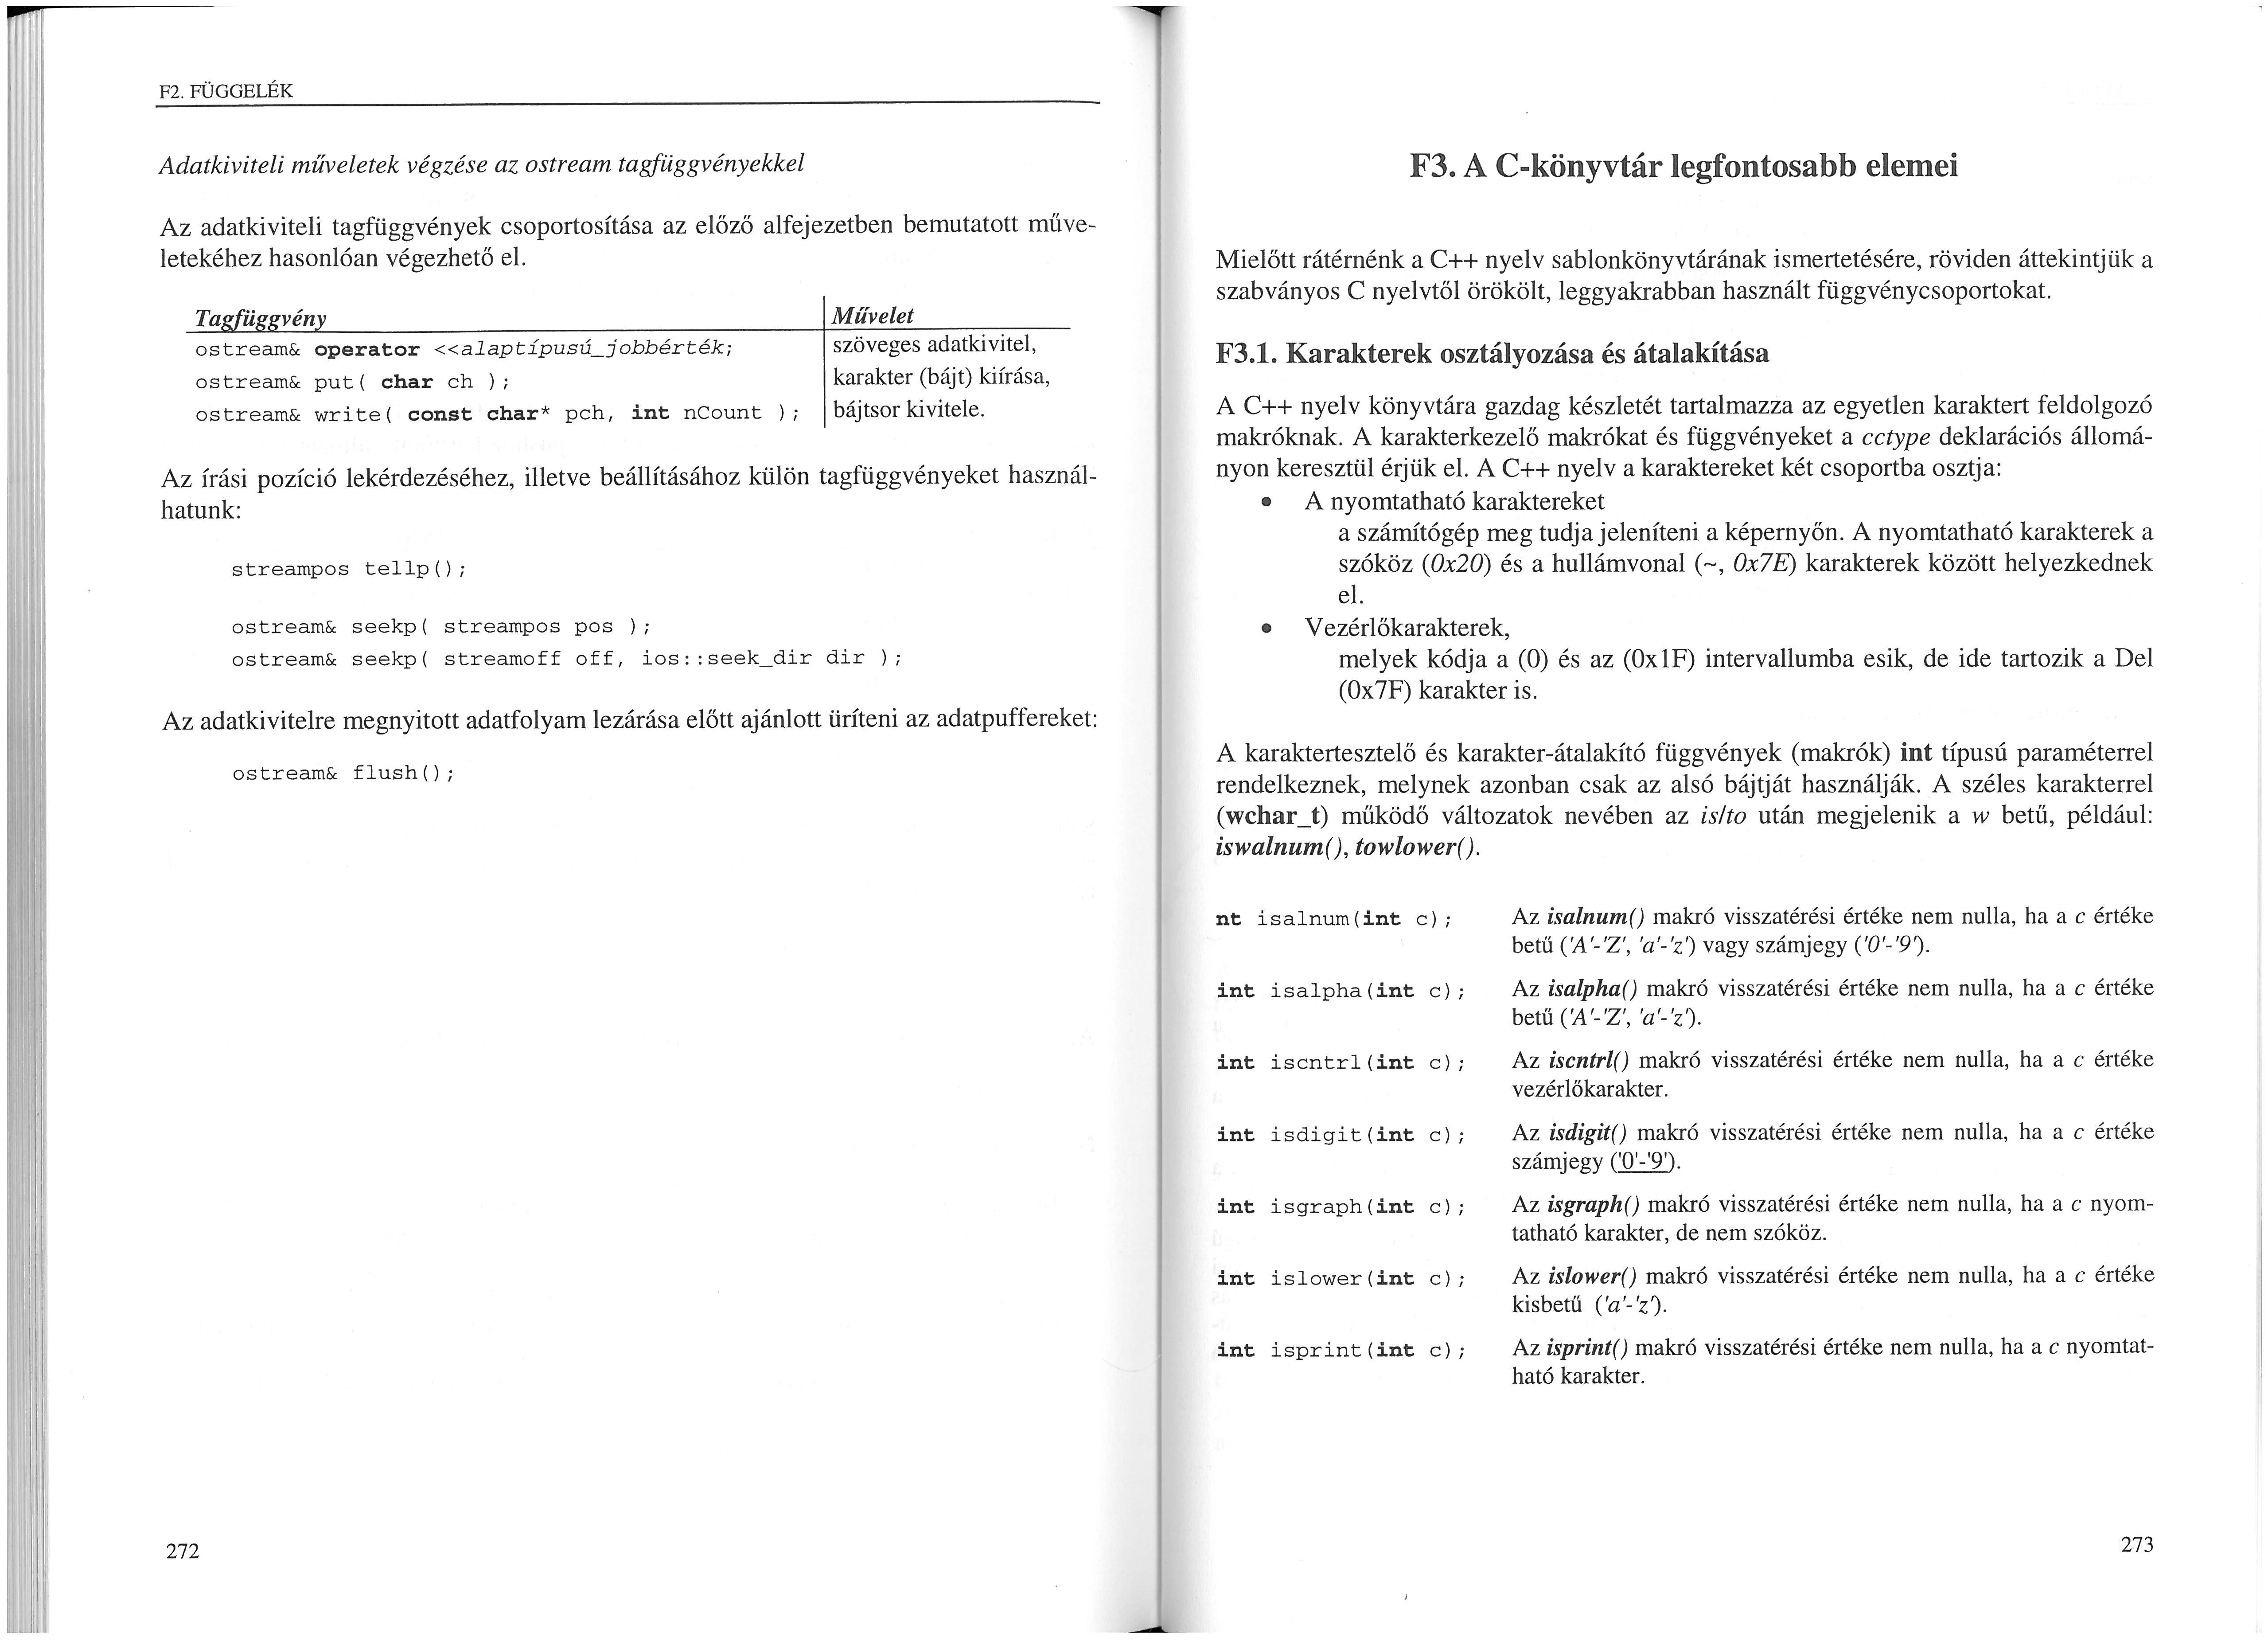 F2. FÜGGELÉK
Adatkiviteli műveletek végzése az ostream tagfüggvényekkel
Az adatkiviteli tagfüggvények csoportosítása az előző alfejezetben bemutatott műve-
letekéhez hasonlóan végezhető el.
Tagfüggvény Művelet
ostream& operator <<alaptípusú_jobbérték; szöveges adatkivitel,
ostream& put( char ch ); karakter (bájt) kiírása,
ostream& write( const char* pch, int nCount ); bájtsor kivitele.
Az írási pozíció lekérdezéséhez, illetve beállításához külön tagfüggvényeket használ-
hatunk:
streampos tellp();
ostream& seekp( streampos pos );
ostream& seekp( streamoff off, ios::seek_dir dir );
Az adatkivitelre megnyitott adatfolyam lezárása előtt ajánlott üríteni az adatpuffereket:
ostream& flush();
272
F3. A C-könyvtár legfontosabb elemei
Mielőtt rátérnénk a C++ nyelv sablonkönyvtárának ismertetésére, röviden áttekintjük a
szabványos C nyelvtől örökölt, leggyakrabban használt függvénycsoportokat.
F3.1. Karakterek osztályozása és átalakítása
A C++ nyelv könyvtára gazdag készletét tartalmazza az egyetlen karaktert feldolgozó
makróknak. A karakterkezelő makrókat és függvényeket a cctype deklarációs állomá-
nyon keresztül érjük el. A C++ nyelv a karaktereket két csoportba osztja:
• A nyomtatható karaktereket
a számítógép meg tudja jeleníteni a képernyőn. A nyomtatható karakterek a
szóköz (0x20) és a hullámvonal (~, 0x7E) karakterek között helyezkednek
el.
• Vezérlőkarakterek,
melyek kódja a (0) és az (0x1F) intervallumba esik, de ide tartozik a Del
(0x7F) karakter is.
A karaktertesztelő és karakter-átalakító függvények (makrók) int típusú paraméterrel
rendelkeznek, melynek azonban csak az alsó bájtját használják. A széles karakterrel
(wchar_t) működő változatok nevében az is/to után megjelenik a w betű, például:
iswalnum(), towlower().
nt isalnum(int c); Az isalnum() makró visszatérési értéke nem nulla, ha a c értéke
betű ('A'-'Z', 'a'-'z') vagy számjegy ('0'-'9').
int isalpha(int c); Az isalpha() makró visszatérési értéke nem nulla, ha a c értéke
betű ('A'-'Z', 'a'-'z').
int iscntrl(int c); Az iscntrl() makró visszatérési értéke nem nulla, ha a c értéke
vezérlőkarakter.
int isdigit(int c); Az isdigit() makró visszatérési értéke nem nulla, ha a c értéke
számjegy ('0'-'9').
int isgraph(int c); Az isgraph() makró visszatérési értéke nem nulla, ha a c nyom-
tatható karakter, de nem szóköz.
int islower(int c); Az islower() makró visszatérési értéke nem nulla, ha a c értéke
kisbetű ('a'-'z').
int isprint(int c); Az isprint() makró visszatérési értéke nem nulla, ha a c nyomtat-
ható karakter.
273